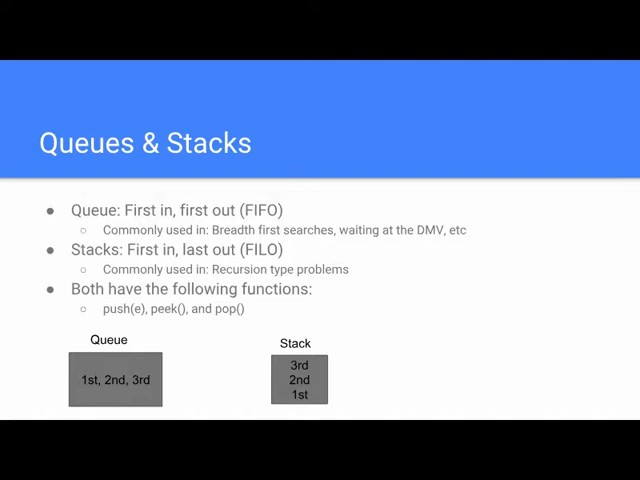 Queues & Stacks
● Queue: First in, first out (FIFO)
○ Commonly used in: Breadth first searches, waiting at the DMV, etc
● Stacks: First in, last out (FILO)
○ Commonly used in: Recursion type problems
● Both have the following functions:
○ push(e), peek(), and pop()
Queue
1st, 2nd, 3rd
Stack
3rd
2nd
1st